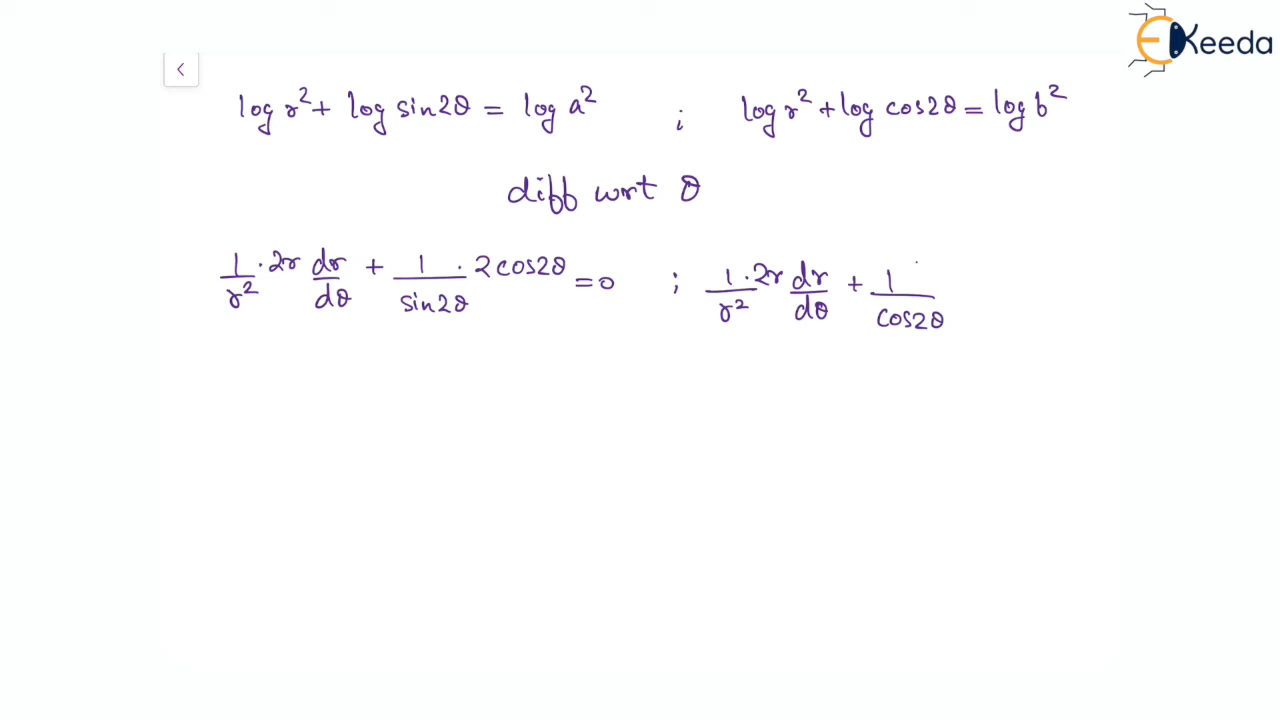 EKeeda
log r² + log sin2θ = log a² ; log r² + log cos2θ = log b²
diff wrt θ
1/r² · 2r dr/dθ + 1/sin2θ · 2cos2θ = 0 ; 1/r² · 2r dr/dθ + 1/cos2θ